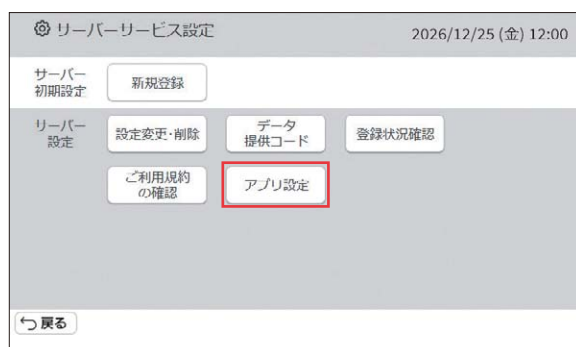 リーバーサービス設定
2026/12/25 (金) 12:00
サーバー
初期設定
新規登録
リーバー
設定
設定変更・削除
データ
提供コード
登録状況確認
ご利用規約
の確認
アプリ設定
戻る